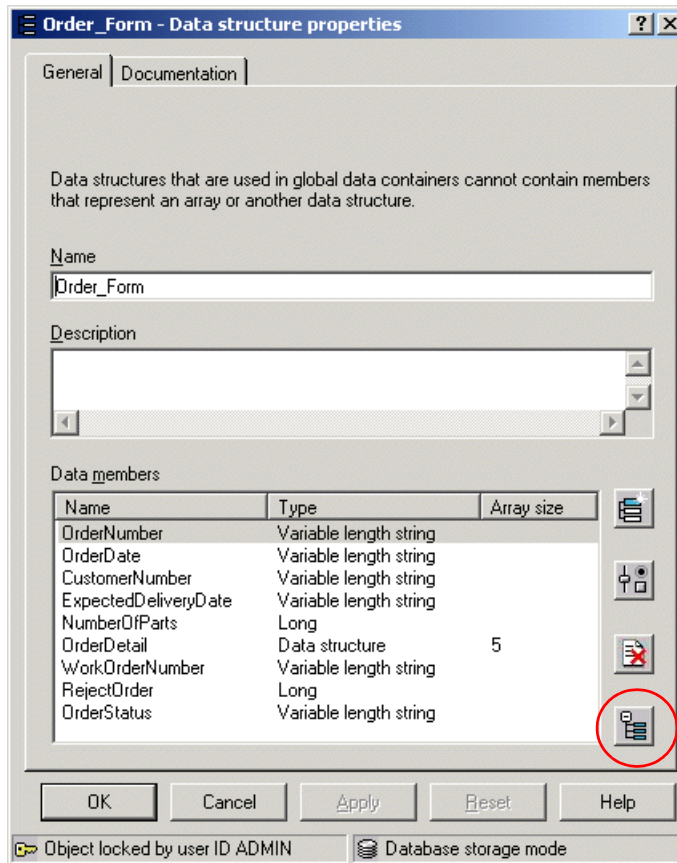 Order_Form - Data structure properties
General Documentation
Data structures that are used in global data containers cannot contain members
that represent an array or another data structure.
Name
Order_Form
Description
Data members
Name Type Array size
OrderNumber Variable length string
OrderDate Variable length string
CustomerNumber Variable length string
ExpectedDeliveryDate Variable length string
NumberOfParts Long
OrderDetail Data structure 5
WorkOrderNumber Variable length string
RejectOrder Long
OrderStatus Variable length string
OK Cancel Apply Reset Help
Object locked by user ID ADMIN Database storage mode